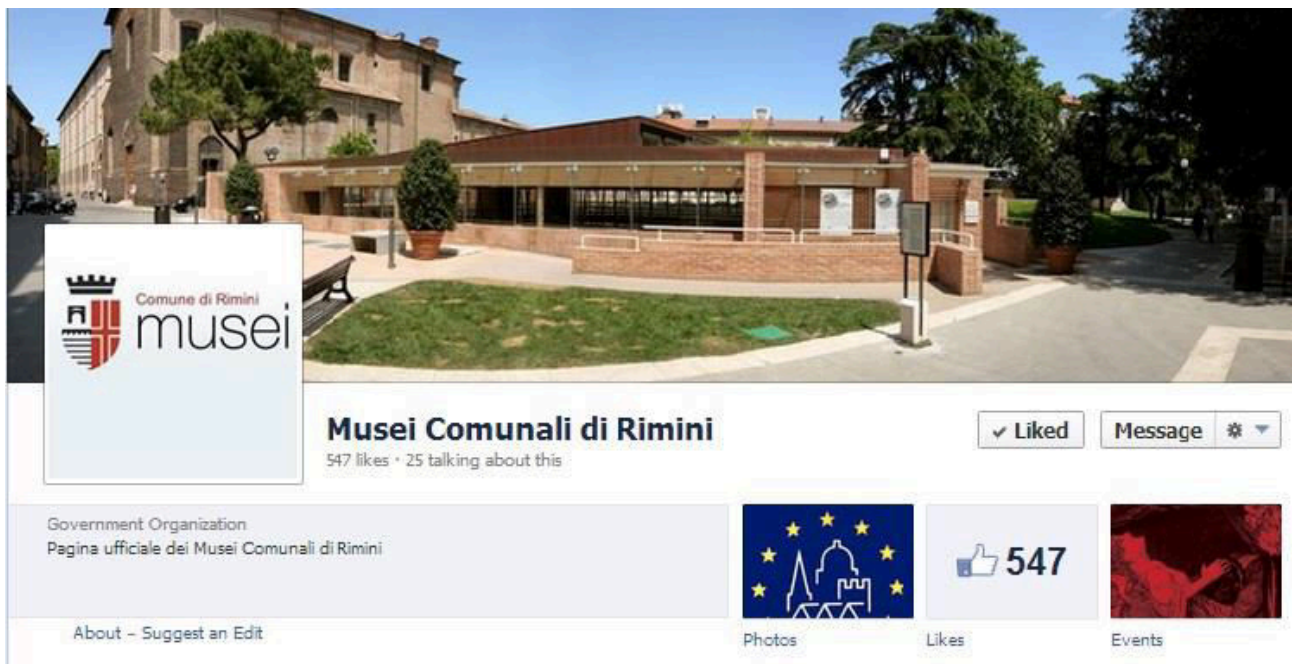 Comune di Rimini
musei
Musei Comunali di Rimini
547 likes · 25 talking about this
✓ Liked
Message
Government Organization
Pagina ufficiale dei Musei Comunali di Rimini
547
About – Suggest an Edit
Photos
Likes
Events